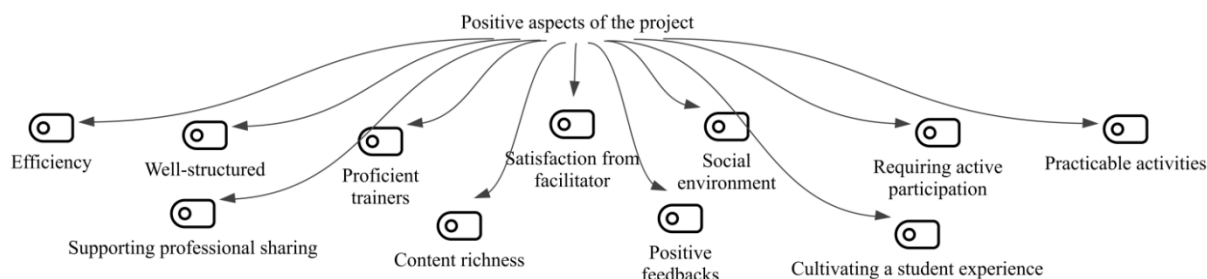 Positive aspects of the project
Efficiency
Well-structured
Proficient
trainers
Satisfaction from
facilitator
Social
environment
Requiring active
participation
Practicable activities
Supporting professional sharing
Content richness
Positive
feedbacks
Cultivating a student experience